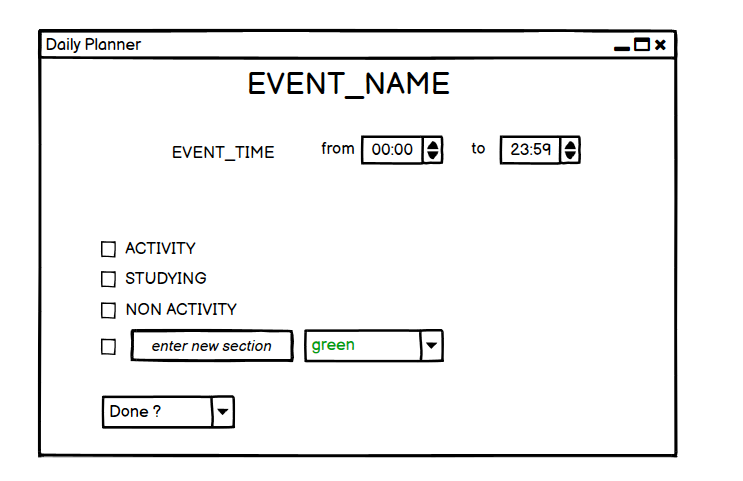 Daily Planner
EVENT_NAME
EVENT_TIME from 00:00 to 23:59
ACTIVITY
STUDYING
NON ACTIVITY
enter new section green
Done ?